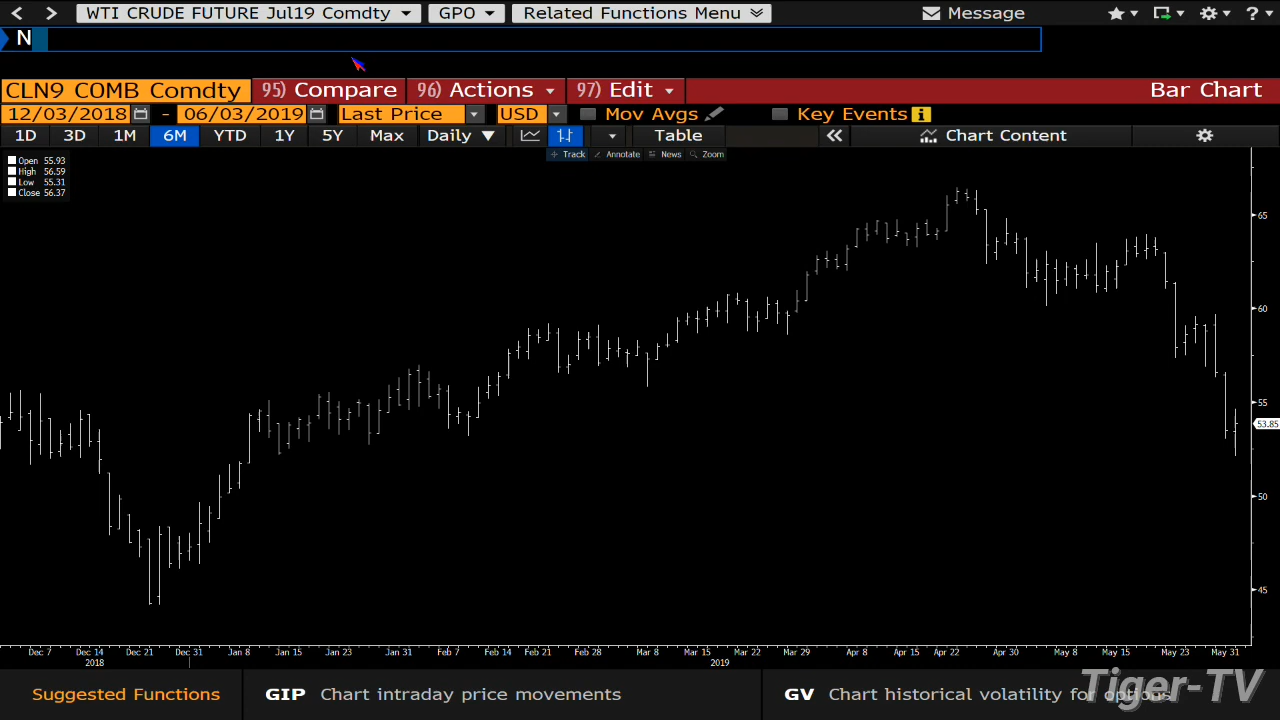 WTI CRUDE FUTURE Jul19 Comdty GPO Related Functions Menu Message ?
N
CLN9 COMB Comdty 95) Compare 96) Actions 97) Edit Bar Chart
12/03/2018 - 06/03/2019 Last Price USD Mov Avgs Key Events i
1D 3D 1M 6M YTD 1Y 5Y Max Daily ▼ Table « Chart Content
Track Annotate News Zoom
Open 55.93
High 56.59
Low 55.31
Close 56.37
65
60
55
53.85
50
45
Dec 7 Dec 14 Dec 21 Dec 31 Jan 8 Jan 15 Jan 23 Jan 31 Feb 7 Feb 14 Feb 21 Feb 28 Mar 8 Mar 15 Mar 22 Mar 29 Apr 8 Apr 15 Apr 22 Apr 30 May 8 May 15 May 23 May 31
2018 2019
Suggested Functions GIP Chart intraday price movements GV Chart historical volatility for options
Tiger-TV